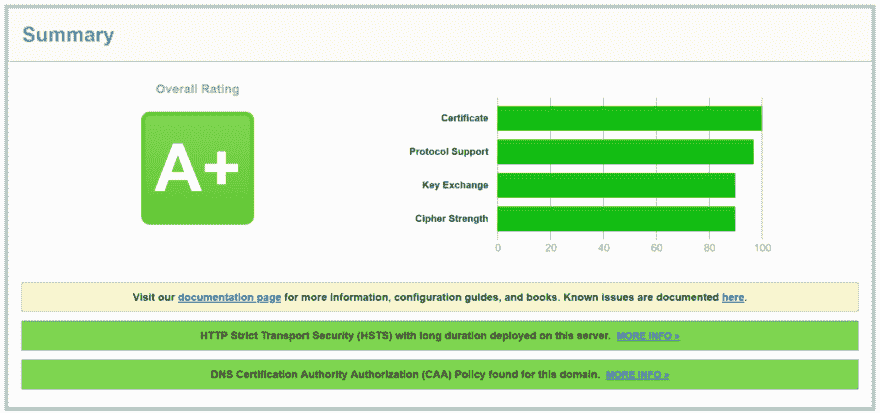 Summary
Overall Rating
A+
Certificate
Protocol Support
Key Exchange
Cipher Strength
0 20 40 60 80 100
Visit our documentation page for more information, configuration guides, and books. Known issues are documented here.
HTTP Strict Transport Security (HSTS) with long duration deployed on this server. MORE INFO »
DNS Certification Authority Authorization (CAA) Policy found for this domain. MORE INFO »